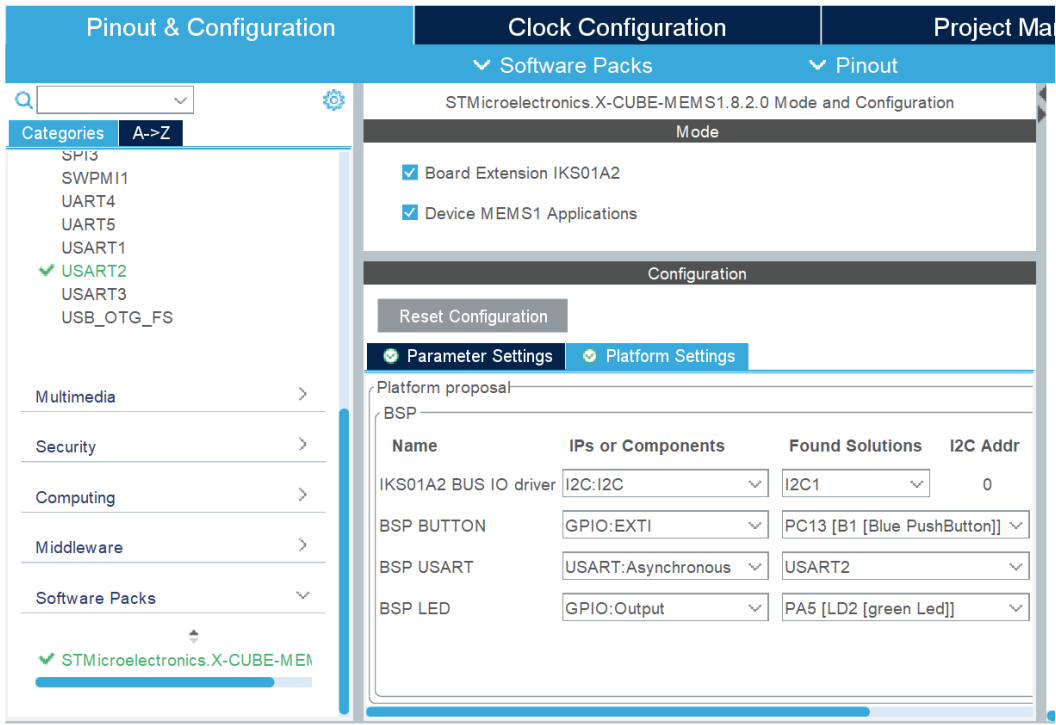 Pinout & Configuration
Clock Configuration
Project Mar
Software Packs
Pinout
Categories
A->Z
SPI3
SWPMI1
UART4
UART5
USART1
USART2
USART3
USB_OTG_FS
Multimedia
Security
Computing
Middleware
Software Packs
STMicroelectronics.X-CUBE-MEM
STMicroelectronics.X-CUBE-MEMS1.8.2.0 Mode and Configuration
Mode
Board Extension IKS01A2
Device MEMS1 Applications
Configuration
Reset Configuration
Parameter Settings
Platform Settings
Platform proposal
BSP
Name IPs or Components Found Solutions I2C Addr
IKS01A2 BUS IO driver I2C:I2C I2C1 0
BSP BUTTON GPIO:EXTI PC13 [B1 [Blue PushButton]]
BSP USART USART:Asynchronous USART2
BSP LED GPIO:Output PA5 [LD2 [green Led]]